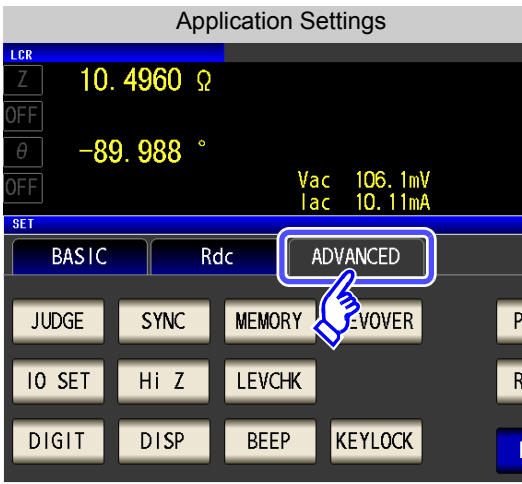 Application Settings
LCR
Z 10.4960 Ω
OFF
θ -89.988 °
OFF
Vac 106.1mV
Iac 10.11mA
SET
BASIC Rdc ADVANCED
JUDGE SYNC MEMORY EVOVER P
IO SET Hi Z LEVCHK R
DIGIT DISP BEEP KEYLOCK